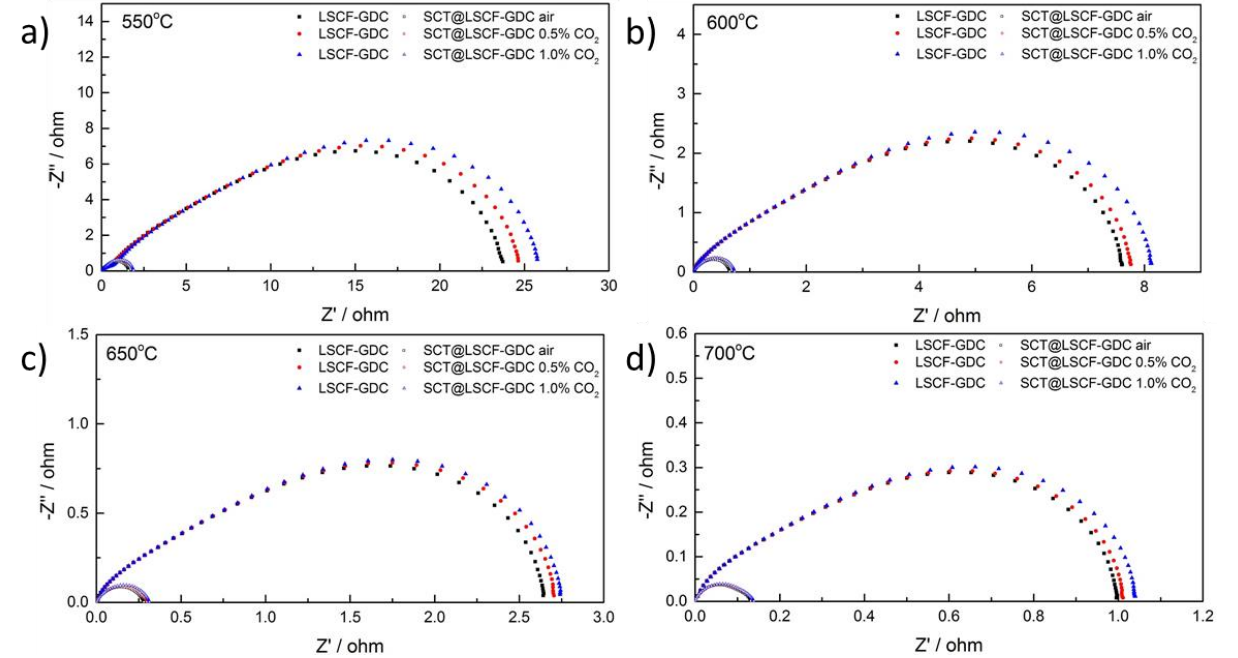 a)
550°C
LSCF-GDC SCT@LSCF-GDC air
LSCF-GDC SCT@LSCF-GDC 0.5% CO₂
LSCF-GDC SCT@LSCF-GDC 1.0% CO₂
14
12
10
8
6
4
2
0
-Z'' / ohm
0 5 10 15 20 25 30
Z' / ohm
b)
600°C
LSCF-GDC SCT@LSCF-GDC air
LSCF-GDC SCT@LSCF-GDC 0.5% CO₂
LSCF-GDC SCT@LSCF-GDC 1.0% CO₂
4
3
2
1
0
-Z'' / ohm
0 2 4 6 8
Z' / ohm
c)
650°C
LSCF-GDC SCT@LSCF-GDC air
LSCF-GDC SCT@LSCF-GDC 0.5% CO₂
LSCF-GDC SCT@LSCF-GDC 1.0% CO₂
1.5
1.0
0.5
0.0
-Z'' / ohm
0.0 0.5 1.0 1.5 2.0 2.5 3.0
Z' / ohm
d)
700°C
LSCF-GDC SCT@LSCF-GDC air
LSCF-GDC SCT@LSCF-GDC 0.5% CO₂
LSCF-GDC SCT@LSCF-GDC 1.0% CO₂
0.6
0.5
0.4
0.3
0.2
0.1
0.0
-Z'' / ohm
0.0 0.2 0.4 0.6 0.8 1.0 1.2
Z' / ohm